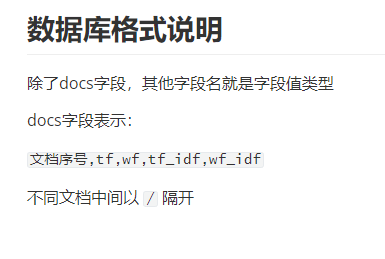 数据库格式说明
除了docs字段，其他字段名就是字段值类型
docs字段表示：
文档序号,tf,wf,tf_idf,wf_idf
不同文档中间以 / 隔开